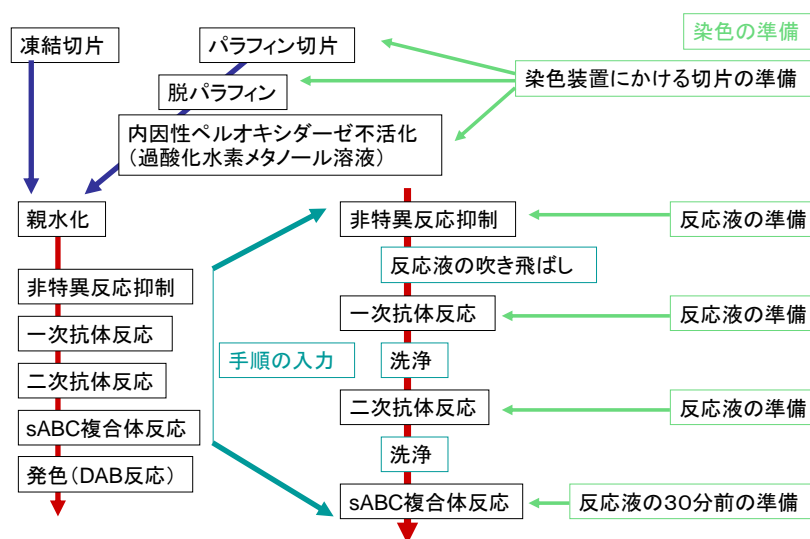 凍結切片
パラフィン切片
染色の準備
脱パラフィン
染色装置にかける切片の準備
内因性ペルオキシダーゼ不活化
（過酸化水素メタノール溶液）
親水化
非特異反応抑制
一次抗体反応
二次抗体反応
sABC複合体反応
発色（DAB反応）
手順の入力
非特異反応抑制
反応液の準備
反応液の吹き飛ばし
一次抗体反応
反応液の準備
洗浄
二次抗体反応
反応液の準備
洗浄
sABC複合体反応
反応液の30分前の準備